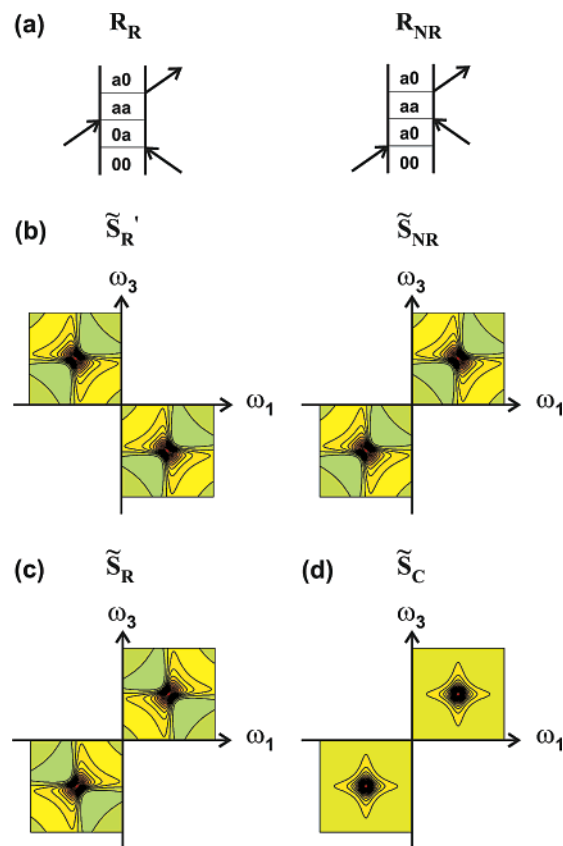 (a) R_R R_NR
a0 a0
aa aa
0a a0
00 00
(b) S̃_R' S̃_NR
ω₃ ω₃
ω₁ ω₁
(c) S̃_R (d) S̃_C
ω₃ ω₃
ω₁ ω₁